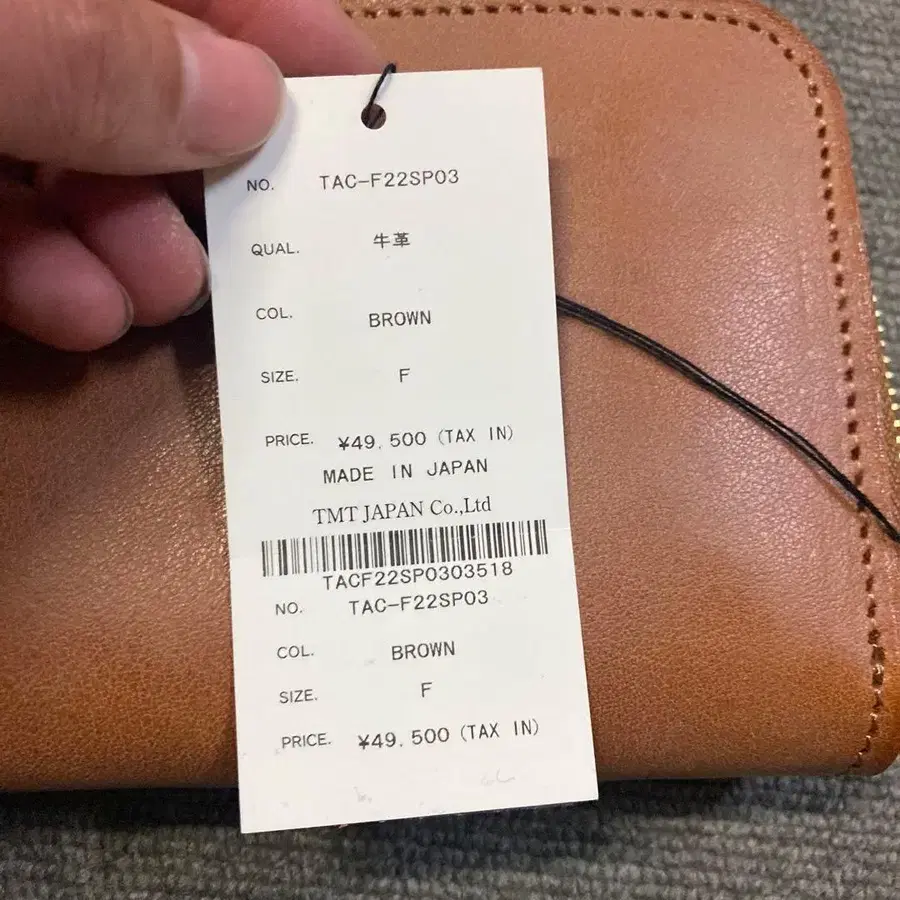 NO. TAC-F22SP03
QUAL. 牛革
COL. BROWN
SIZE. F
PRICE. ¥49,500 (TAX IN)
MADE IN JAPAN
TMT JAPAN Co.,Ltd
TACF22SP0303518
NO. TAC-F22SP03
COL. BROWN
SIZE. F
PRICE. ¥49,500 (TAX IN)